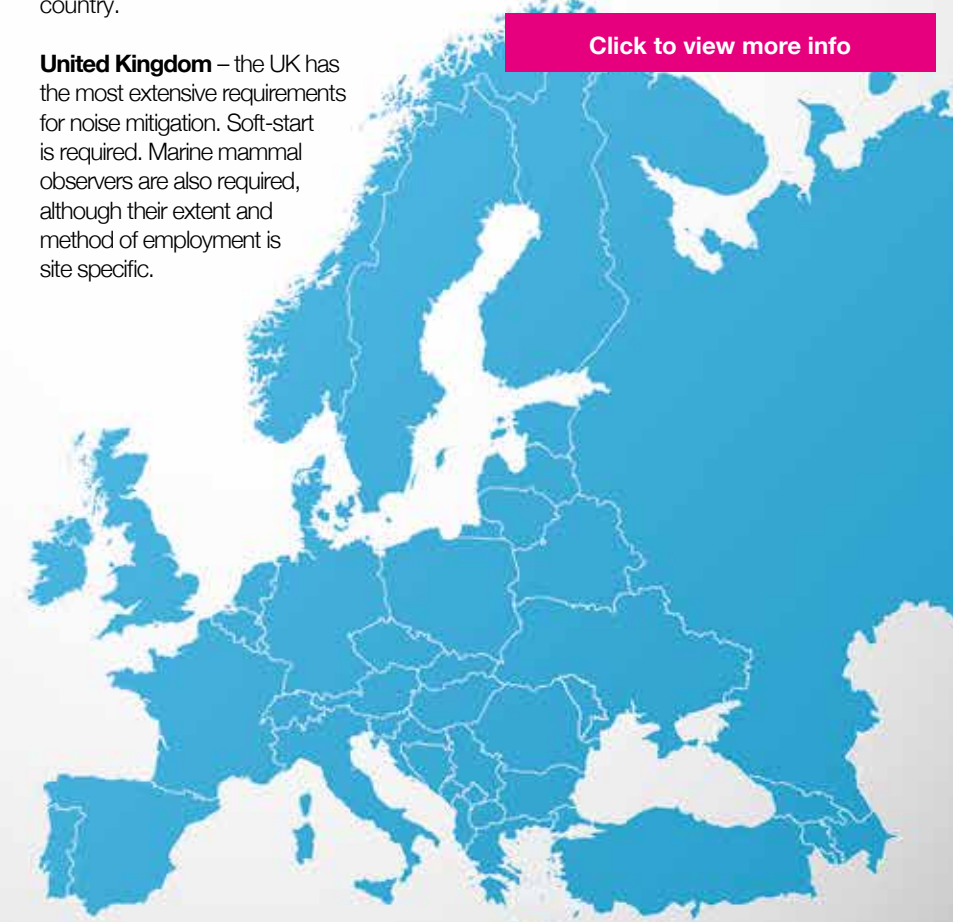 country.
Click to view more info
United Kingdom – the UK has
the most extensive requirements
for noise mitigation. Soft-start
is required. Marine mammal
observers are also required,
although their extent and
method of employment is
site specific.